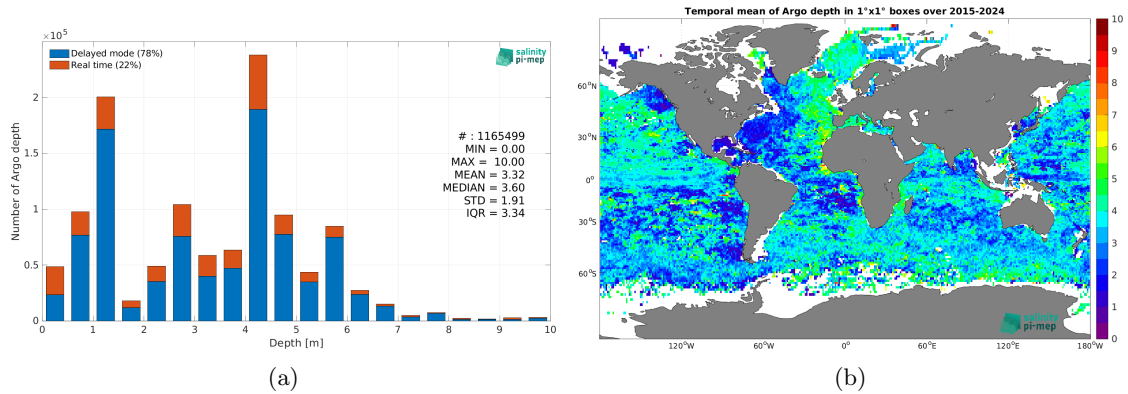 ×10⁵
Delayed mode (78%)
Real time (22%)
salinity
pi-mep
# : 1165499
MIN = 0.00
MAX = 10.00
MEAN = 3.32
MEDIAN = 3.60
STD = 1.91
IQR = 3.34
Number of Argo depth
2
1.5
1
0.5
0
0 1 2 3 4 5 6 7 8 9 10
Depth [m]
(a)
Temporal mean of Argo depth in 1°x1° boxes over 2015-2024
60°N
30°N
0°
30°S
60°S
120°W 60°W 0° 60°E 120°E 180°W
salinity
pi-mep
10
9
8
7
6
5
4
3
2
1
0
(b)